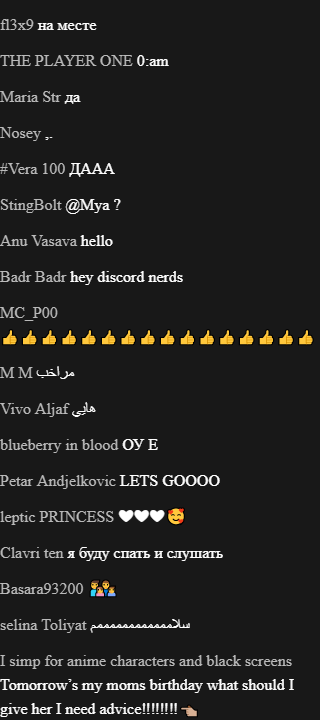 fl3x9 на месте
THE PLAYER ONE 0:am
Maria Str да
Nosey ,.
#Vera 100 ДААА
StingBolt @Mya ?
Anu Vasava hello
Badr Badr hey discord nerds
MC_P00
👍👍👍👍👍👍👍👍👍👍👍👍👍👍👍👍
M M مراخب
Vivo Aljaf هایی
blueberry in blood ОУ Е
Petar Andjelkovic LETS GOOOO
leptic PRINCESS 🤍🤍🤍🥰
Clavri ten я буду спать и слушать
Basara93200 👩‍❤️‍👨👩‍❤️‍👨
selina Toliyat سلاممممممممممممم
I simp for anime characters and black screens
Tomorrow’s my moms birthday what should I
give her I need advice!!!!!!!!👈🏽